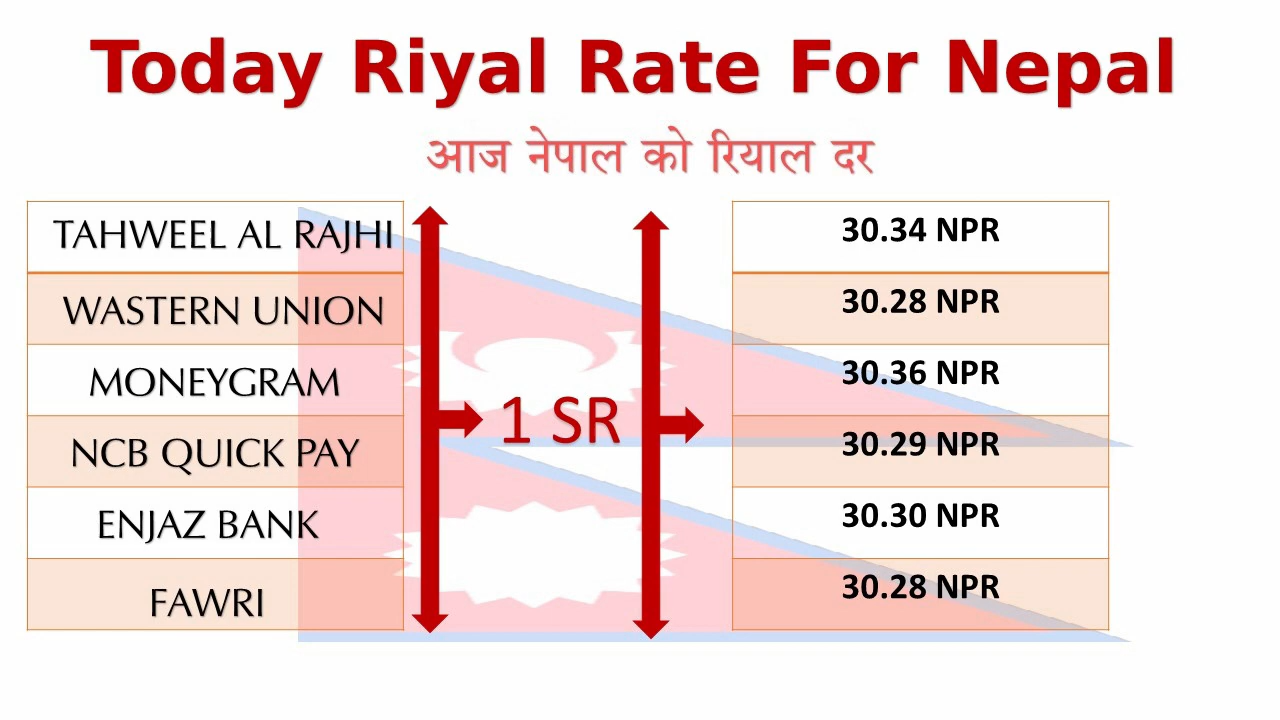 Today Riyal Rate For Nepal
आज नेपाल को रियाल दर
TAHWEEL AL RAJHI 30.34 NPR
WASTERN UNION 30.28 NPR
MONEYGRAM 30.36 NPR
1 SR
NCB QUICK PAY 30.29 NPR
ENJAZ BANK 30.30 NPR
FAWRI 30.28 NPR